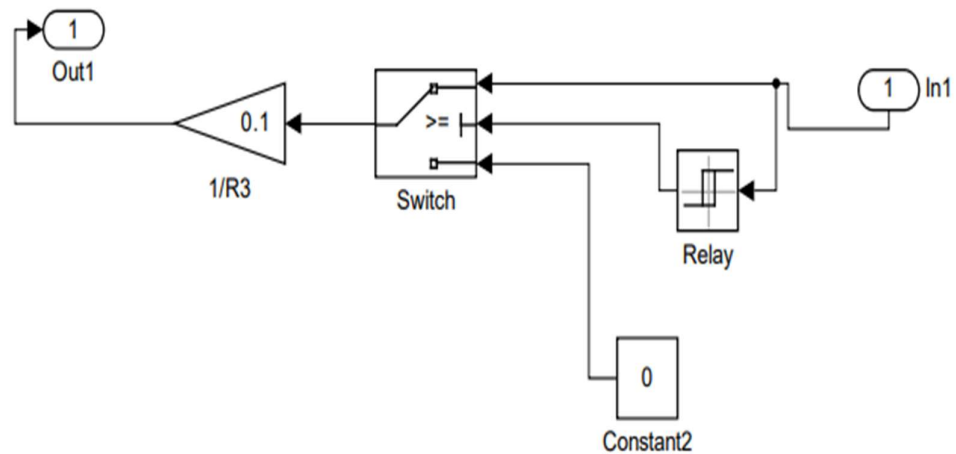 1
Out1
0.1
1/R3
>=
Switch
1
In1
Relay
0
Constant2